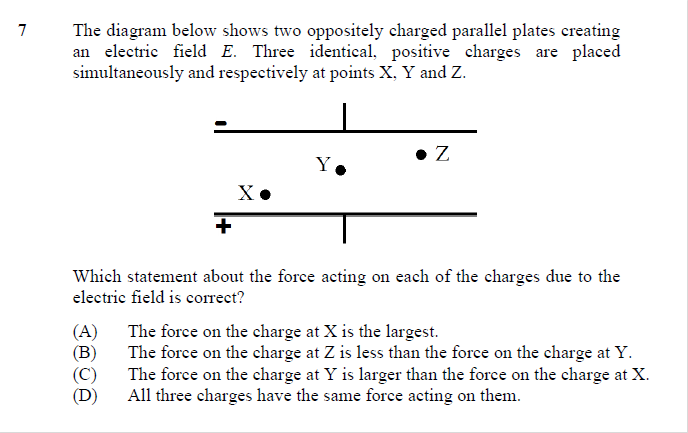 7 The diagram below shows two oppositely charged parallel plates creating
an electric field E. Three identical, positive charges are placed
simultaneously and respectively at points X, Y and Z.
-
Z
Y
X
+
Which statement about the force acting on each of the charges due to the
electric field is correct?
(A) The force on the charge at X is the largest.
(B) The force on the charge at Z is less than the force on the charge at Y.
(C) The force on the charge at Y is larger than the force on the charge at X.
(D) All three charges have the same force acting on them.